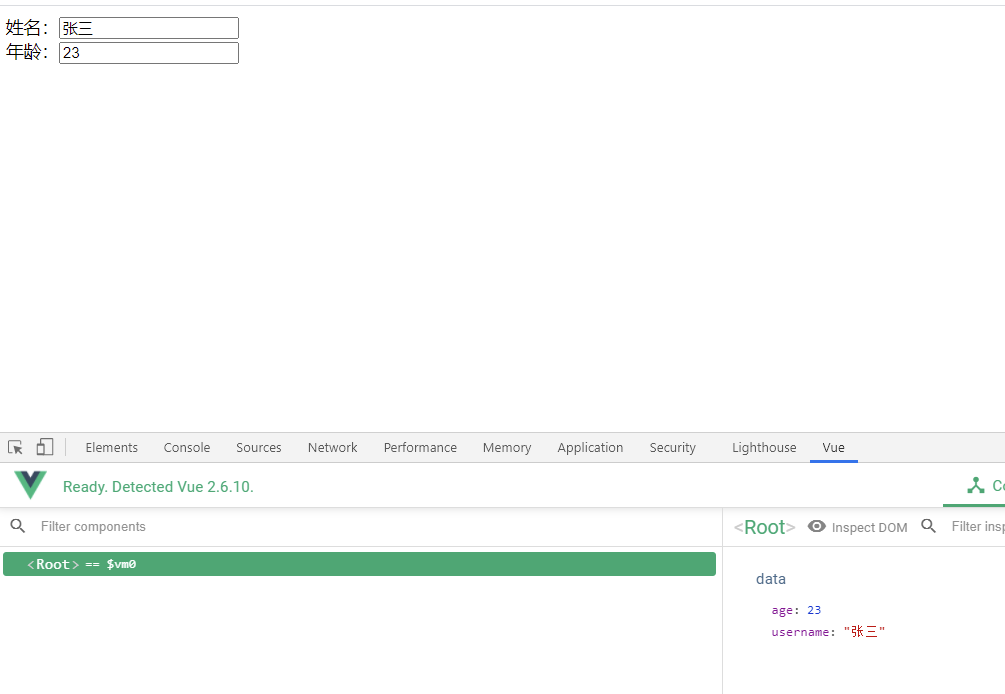 姓名：张三
年龄：23
Elements Console Sources Network Performance Memory Application Security Lighthouse Vue
Ready. Detected Vue 2.6.10.
Co
Filter components
<Root> Inspect DOM Filter insp
<Root> == $vm0
data
age: 23
username: "张三"